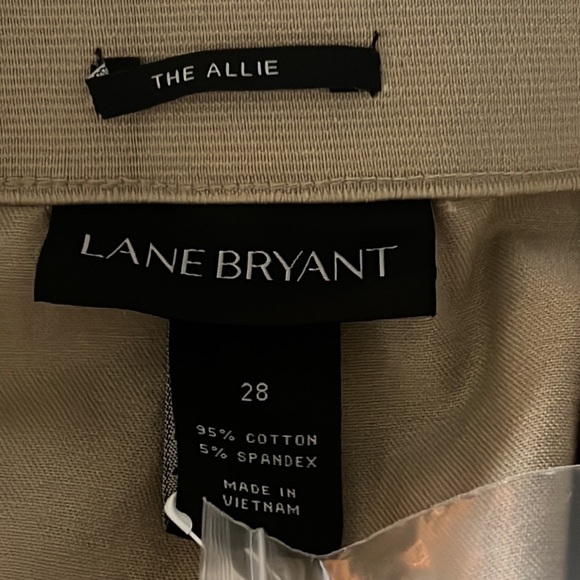 THE ALLIE
LANE BRYANT
28
95% COTTON
5% SPANDEX
MADE IN
VIETNAM